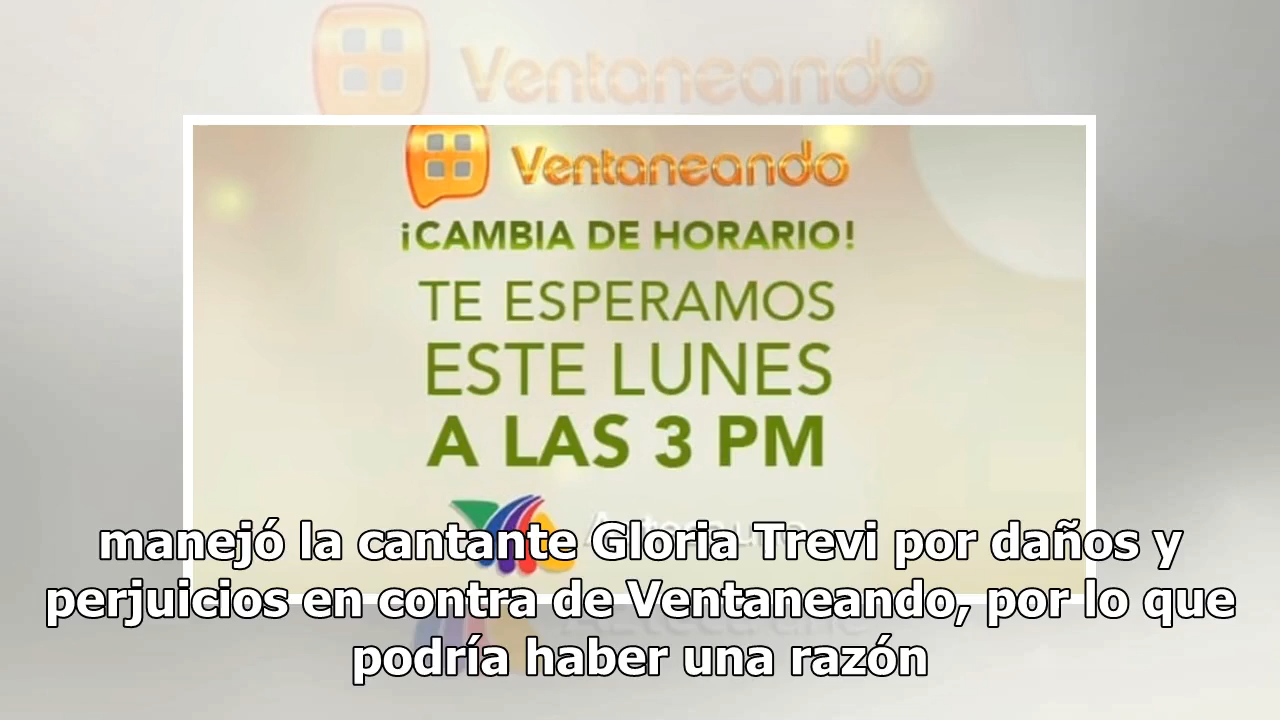 Ventaneando
Ventaneando
¡CAMBIA DE HORARIO!
TE ESPERAMOS
ESTE LUNES
A LAS 3 PM
manejó la cantante Gloria Trevi por daños y
perjuicios en contra de Ventaneando, por lo que
podría haber una razón